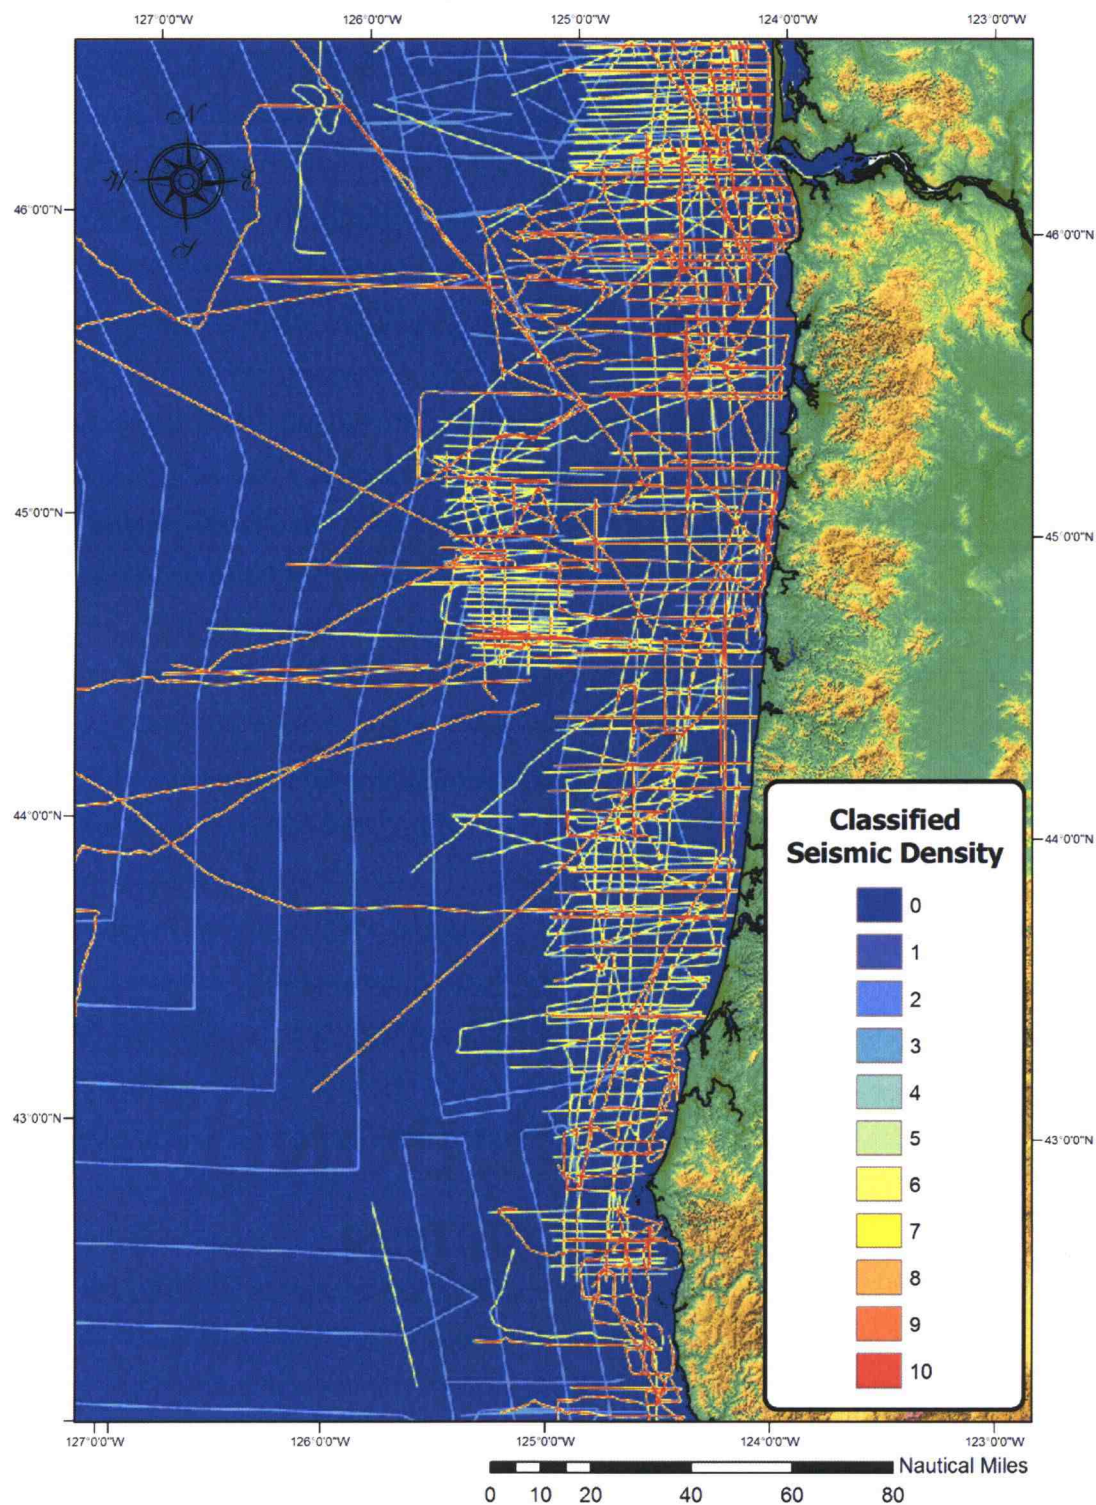 127°0'0"W 126°0'0"W 125°0'0"W 124°0'0"W 123°0'0"W
N
W E
S
46°0'0"N 46°0'0"N
45°0'0"N 45°0'0"N
44°0'0"N 44°0'0"N
43°0'0"N 43°0'0"N
Classified
Seismic Density
0
1
2
3
4
5
6
7
8
9
10
127°0'0"W 126°0'0"W 125°0'0"W 124°0'0"W 123°0'0"W
Nautical Miles
0 10 20 40 60 80